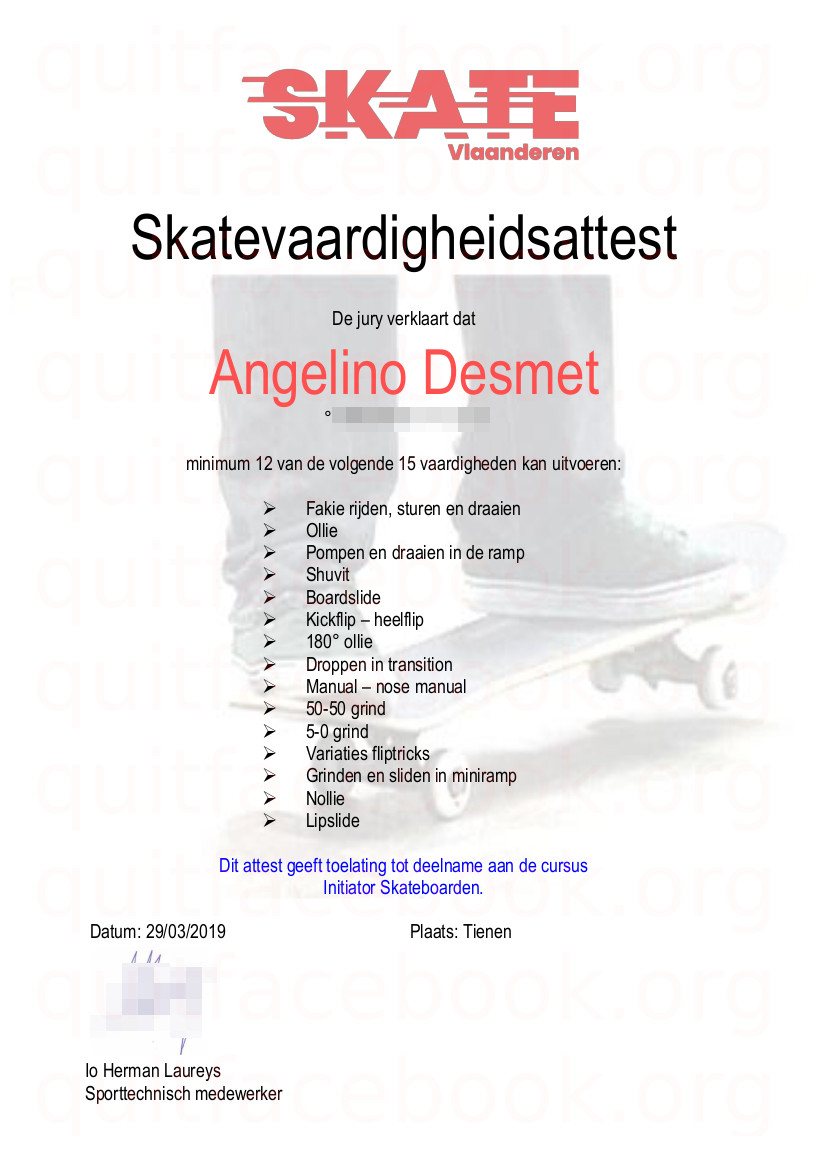 SKATE
Vlaanderen
Skatevaardigheidsattest
De jury verklaart dat
Angelino Desmet
°
minimum 12 van de volgende 15 vaardigheden kan uitvoeren:
➢ Fakie rijden, sturen en draaien
➢ Ollie
➢ Pompen en draaien in de ramp
➢ Shuvit
➢ Boardslide
➢ Kickflip – heelflip
➢ 180° ollie
➢ Droppen in transition
➢ Manual – nose manual
➢ 50-50 grind
➢ 5-0 grind
➢ Variaties fliptricks
➢ Grinden en sliden in miniramp
➢ Nollie
➢ Lipslide
Dit attest geeft toelating tot deelname aan de cursus
Initiator Skateboarden.
Datum: 29/03/2019 Plaats: Tienen
Io Herman Laureys
Sporttechnisch medewerker
quitfacebook.org
quitfacebook.org
quitfacebook.org
quitfacebook.org
quitfacebook.org
quitfacebook.org
quitfacebook.org
quitfacebook.org
quitfacebook.org
quitfacebook.org
quitfacebook.org